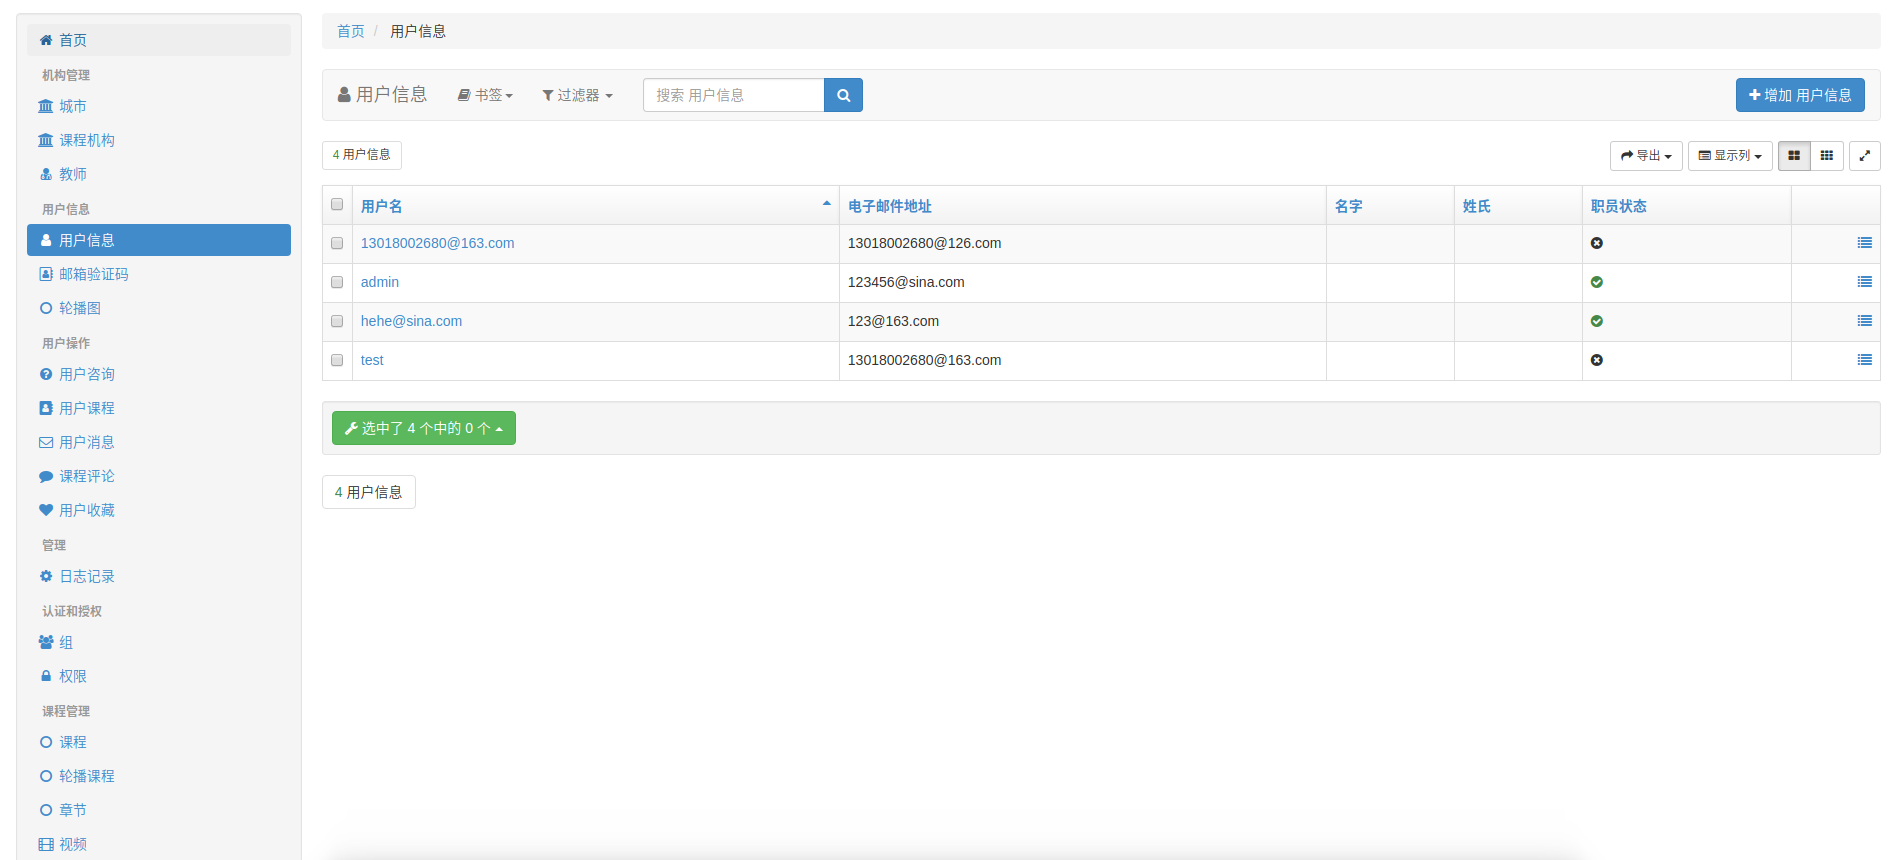 首页
机构管理
城市
课程机构
教师
用户信息
用户信息
邮箱验证码
轮播图
用户操作
用户咨询
用户课程
用户消息
课程评论
用户收藏
管理
日志记录
认证和授权
组
权限
课程管理
课程
轮播课程
章节
视频
首页 / 用户信息
用户信息 书签 过滤器 搜索 用户信息 增加 用户信息
4 用户信息 导出 显示列
用户名 电子邮件地址 名字 姓氏 职员状态
13018002680@163.com 13018002680@126.com
admin 123456@sina.com
hehe@sina.com 123@163.com
test 13018002680@163.com
选中了 4 个中的 0 个
4 用户信息